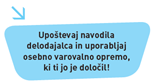 Upoštevaj navodila
delodajalca in uporabljaj
osebno varovalno opremo,
ki ti jo je določil!